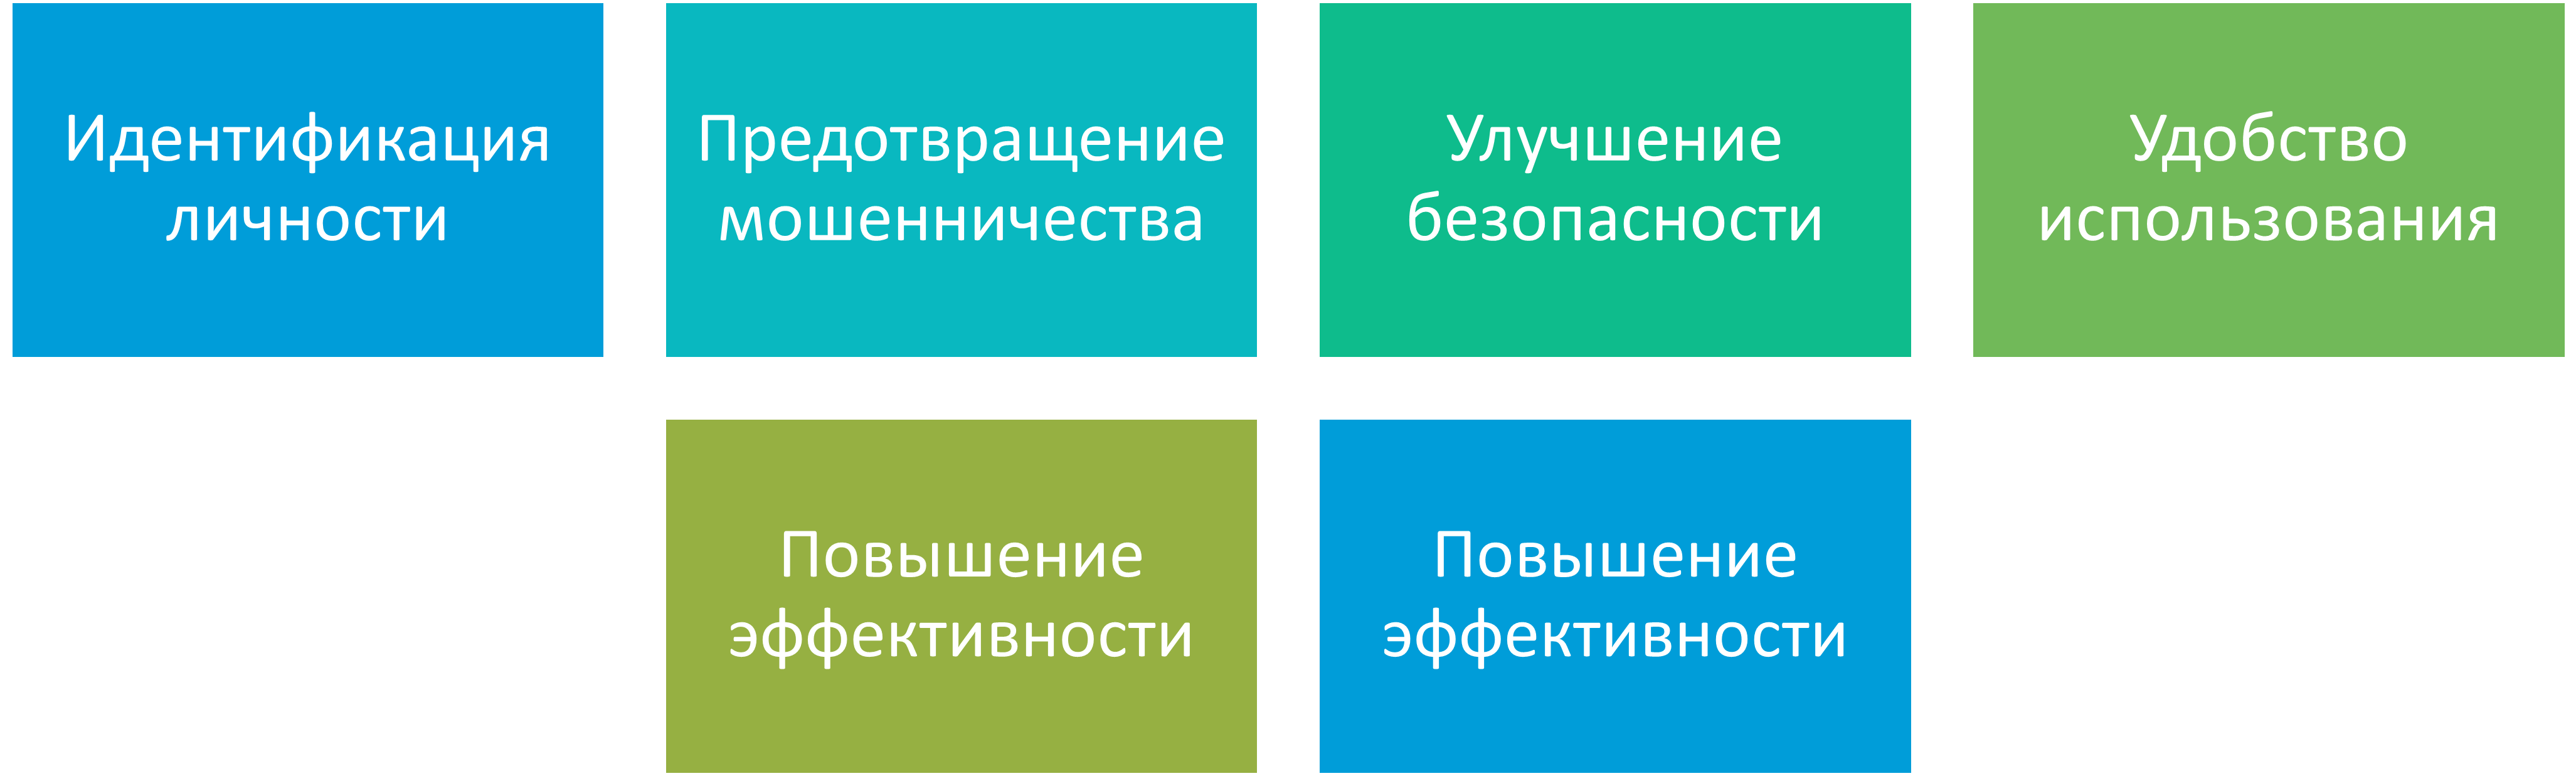 Идентификация
личности
Предотвращение
мошенничества
Улучшение
безопасности
Удобство
использования
Повышение
эффективности
Повышение
эффективности